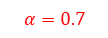 α = 0.7